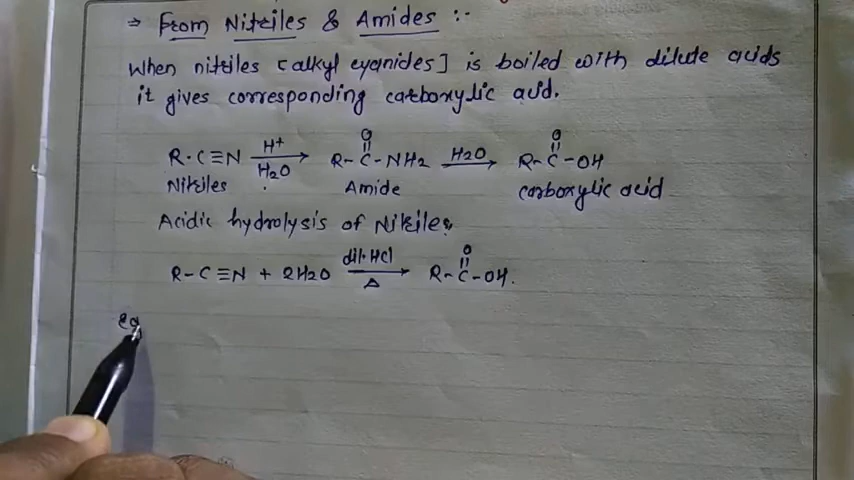 ⇒ From Nitriles & Amides :-
When nitriles (alkyl cyanides] is boiled with dilute acids
it gives corresponding carboxylic acid.
R·C≡N H+ H2O → R-C(=O)-NH2 H2O → R-C(=O)-OH
Nitriles Amide carboxylic acid
Acidic hydrolysis of Nitiles
R-C≡N + 2H2O dil·HCl Δ → R-C(=O)-OH.
eg